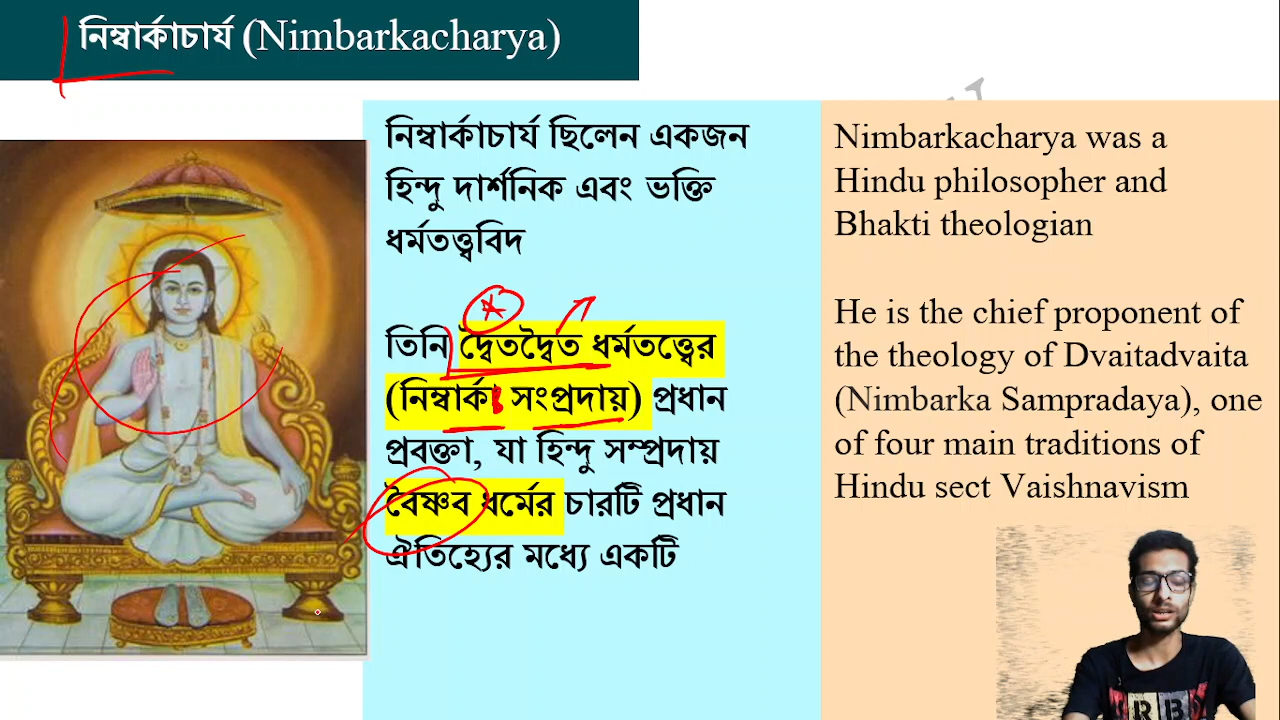 নিম্বার্কাচার্য (Nimbarkacharya)
নিম্বার্কাচার্য ছিলেন একজন
হিন্দু দার্শনিক এবং ভক্তি
ধর্মতত্ত্ববিদ
তিনি দ্বৈতদ্বৈত ধর্মতত্ত্বের
(নিম্বার্কা সংপ্রদায়) প্রধান
প্রবক্তা, যা হিন্দু সম্প্রদায়
বৈষ্ণব ধর্মের চারটি প্রধান
ঐতিহ্যের মধ্যে একটি
Nimbarkacharya was a
Hindu philosopher and
Bhakti theologian
He is the chief proponent of
the theology of Dvaitadvaita
(Nimbarka Sampradaya), one
of four main traditions of
Hindu sect Vaishnavism